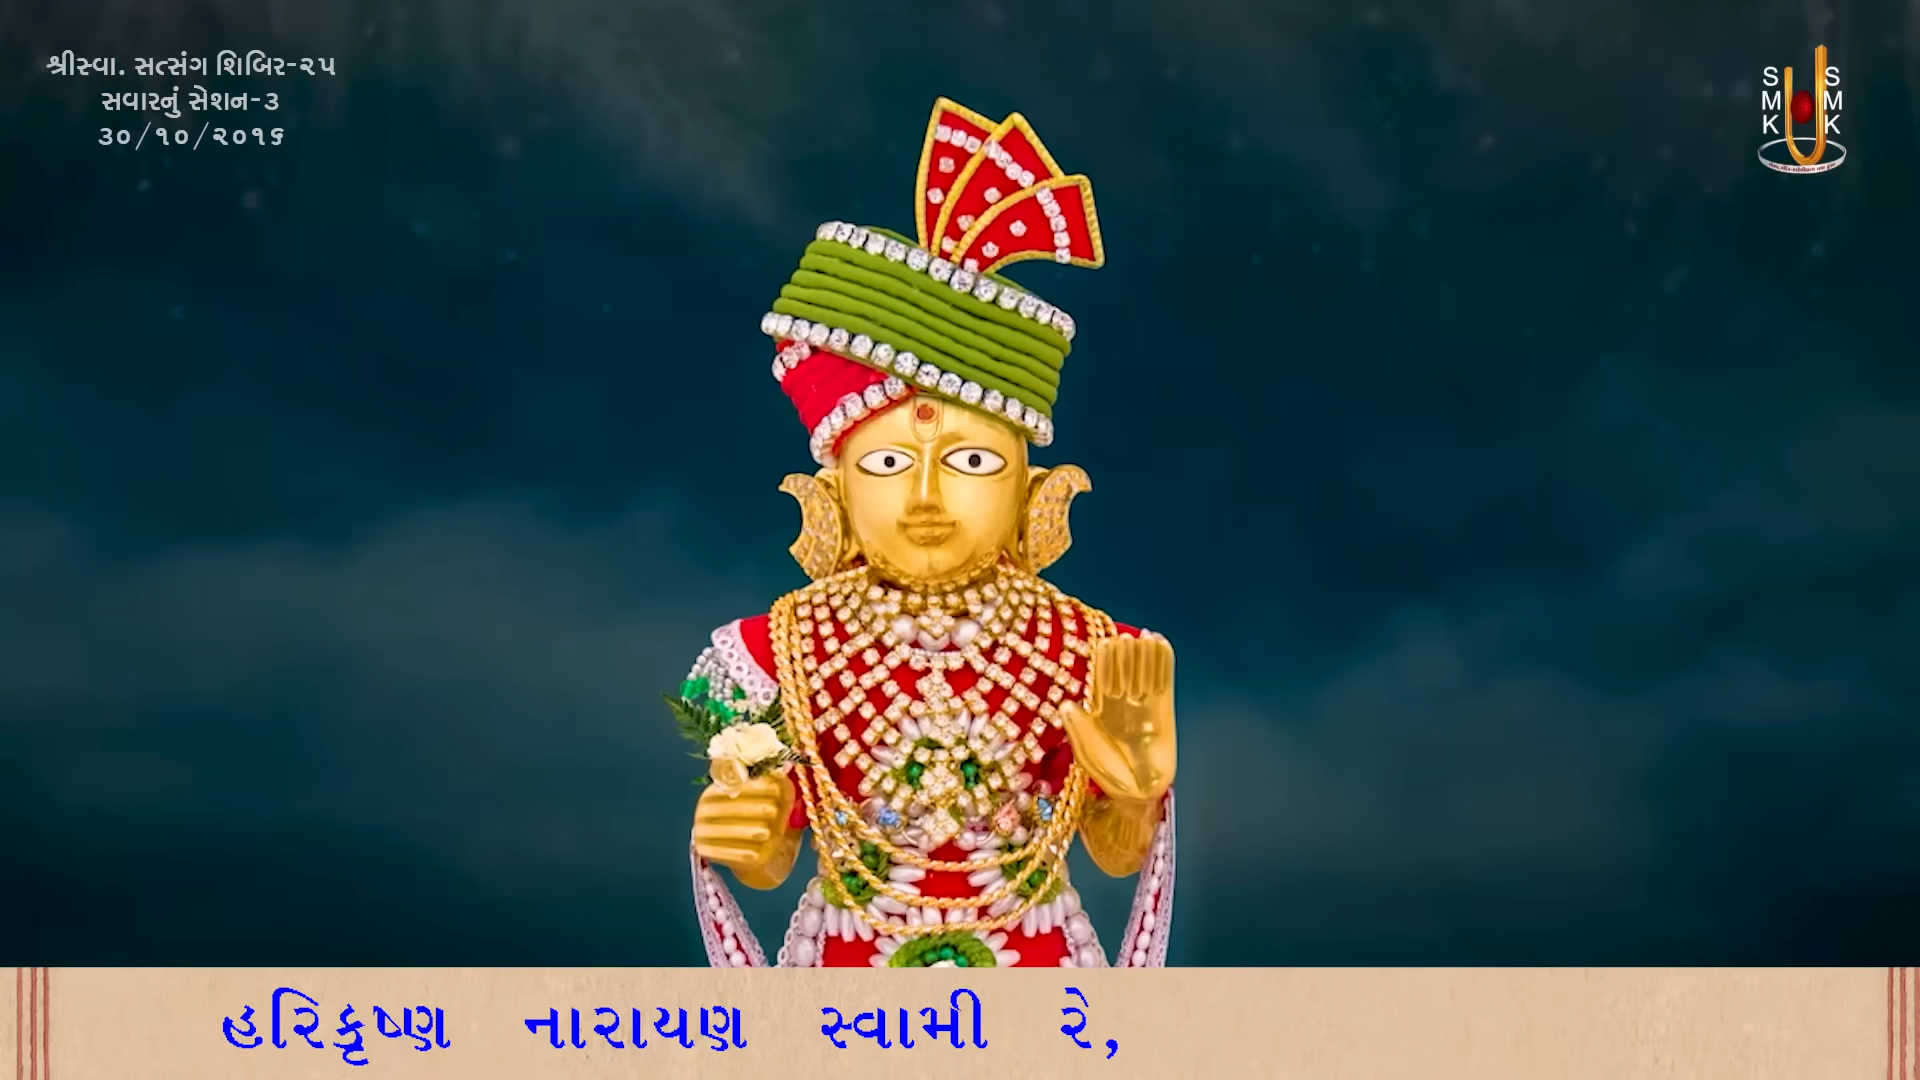 શ્રીસ્વા. સત્સંગ શિબિર-૨૫
સવારનું સેશન-૩
૩૦/૧૦/૨૦૧૬
S S
M M
K K
હરિકૃષ્ણ નારાયણ સ્વામી રે,